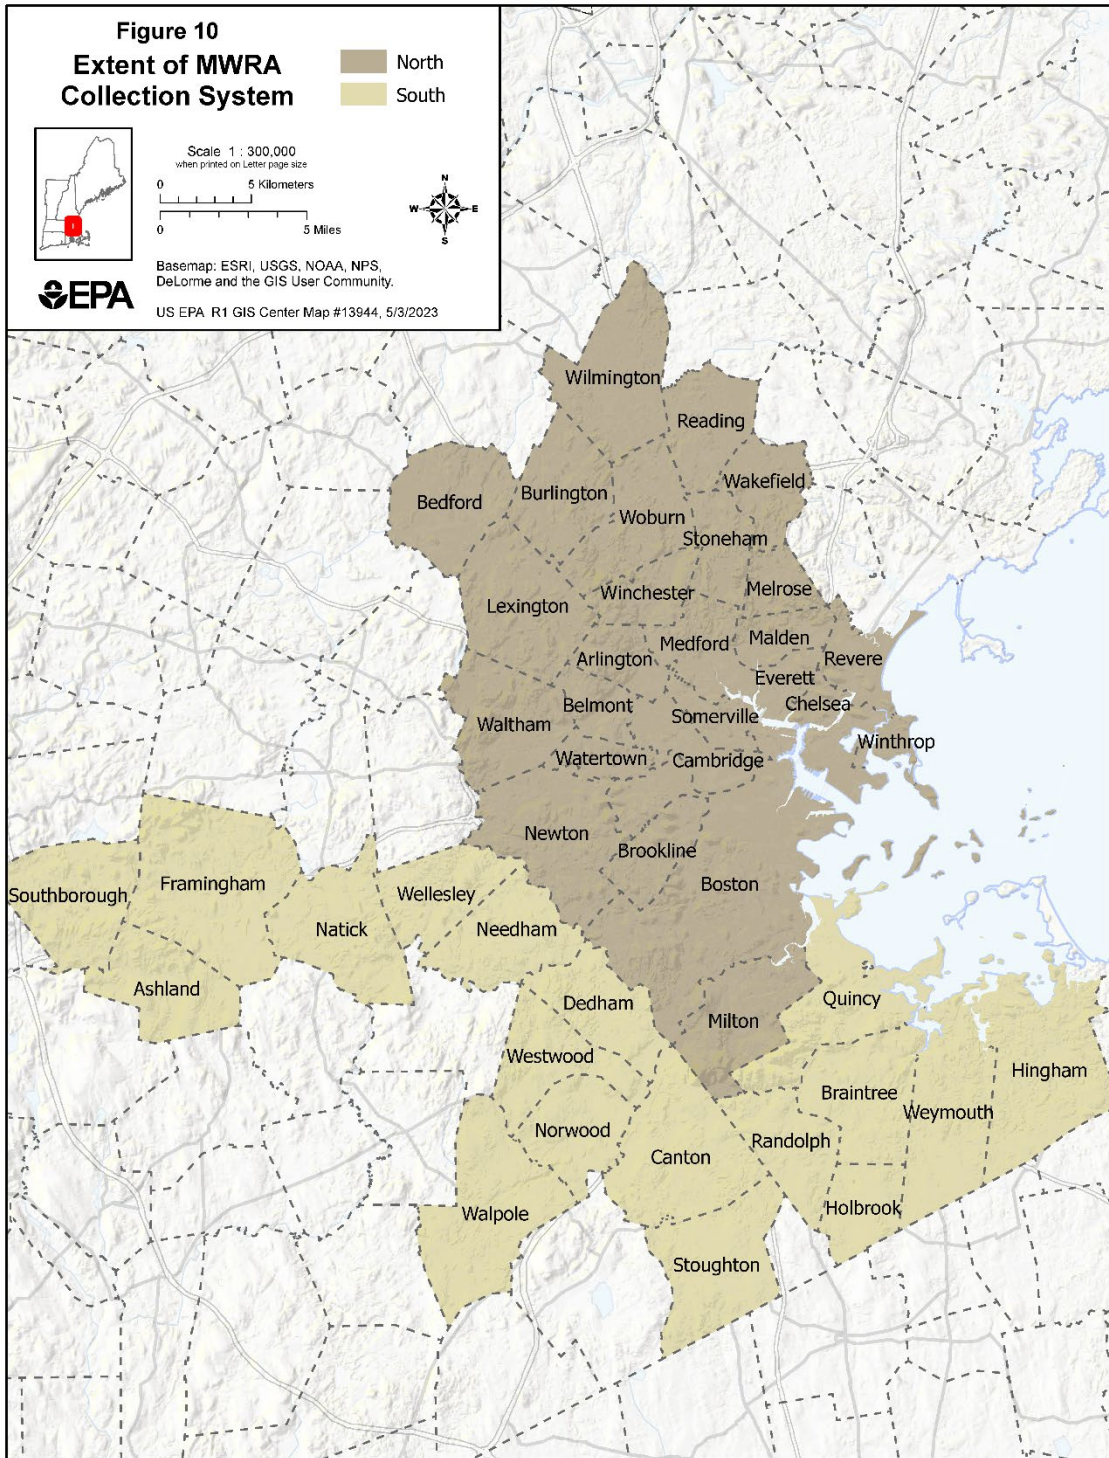 Figure 10
Extent of MWRA
Collection System
North
South
Scale 1 : 300,000
when printed on Letter page size
0 5 Kilometers
0 5 Miles
N
W E
S
EPA
Basemap: ESRI, USGS, NOAA, NPS,
DeLorme and the GIS User Community.
US EPA R1 GIS Center Map #13944, 5/3/2023
Wilmington
Reading
Wakefield
Bedford
Burlington
Woburn
Stoneham
Lexington
Winchester
Melrose
Medford
Malden
Arlington
Revere
Everett
Belmont
Chelsea
Waltham
Somerville
Winthrop
Watertown
Cambridge
Newton
Brookline
Boston
Southborough
Framingham
Wellesley
Natick
Needham
Ashland
Dedham
Quincy
Milton
Westwood
Hingham
Braintree
Weymouth
Norwood
Randolph
Canton
Walpole
Holbrook
Stoughton